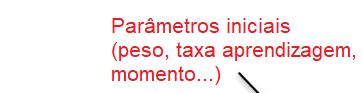 Parâmetros iniciais
(peso, taxa aprendizagem,
momento...)